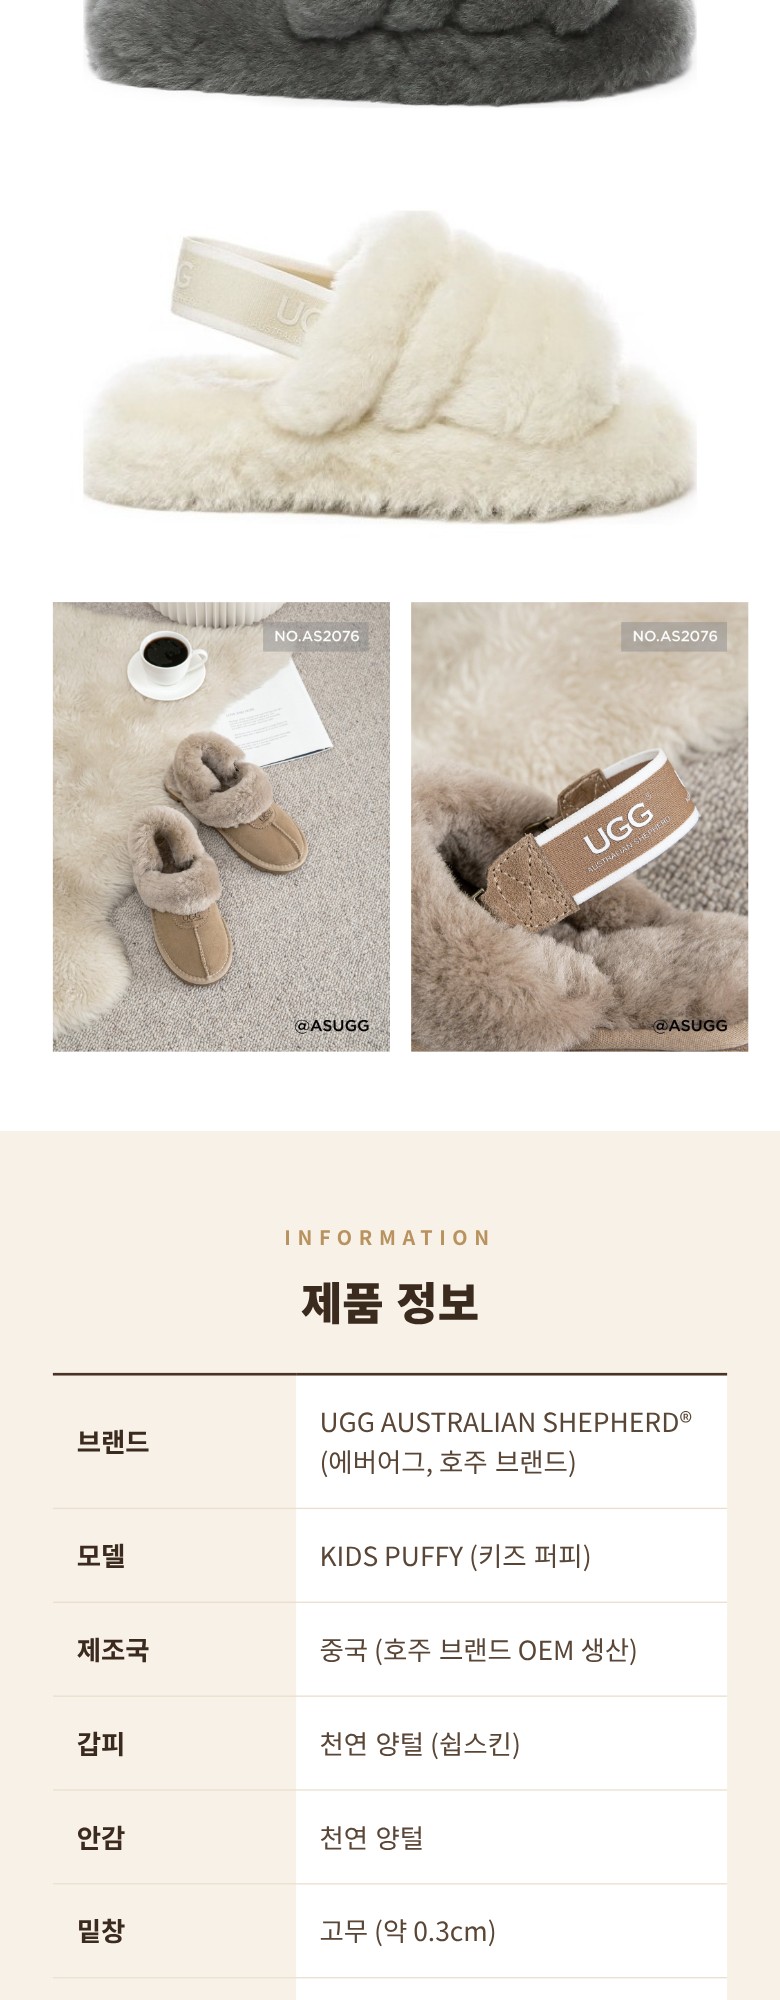 G
UG
NO.AS2076
NO.AS2076
UGG
UGG®
AUSTRALIAN SHEPHERD
@ASUGG
@ASUGG
INFORMATION
제품 정보
브랜드
UGG AUSTRALIAN SHEPHERD®
(에버어그, 호주 브랜드)
모델
KIDS PUFFY (키즈 퍼피)
제조국
중국 (호주 브랜드 OEM 생산)
갑피
천연 양털 (쉽스킨)
안감
천연 양털
밑창
고무 (약 0.3cm)